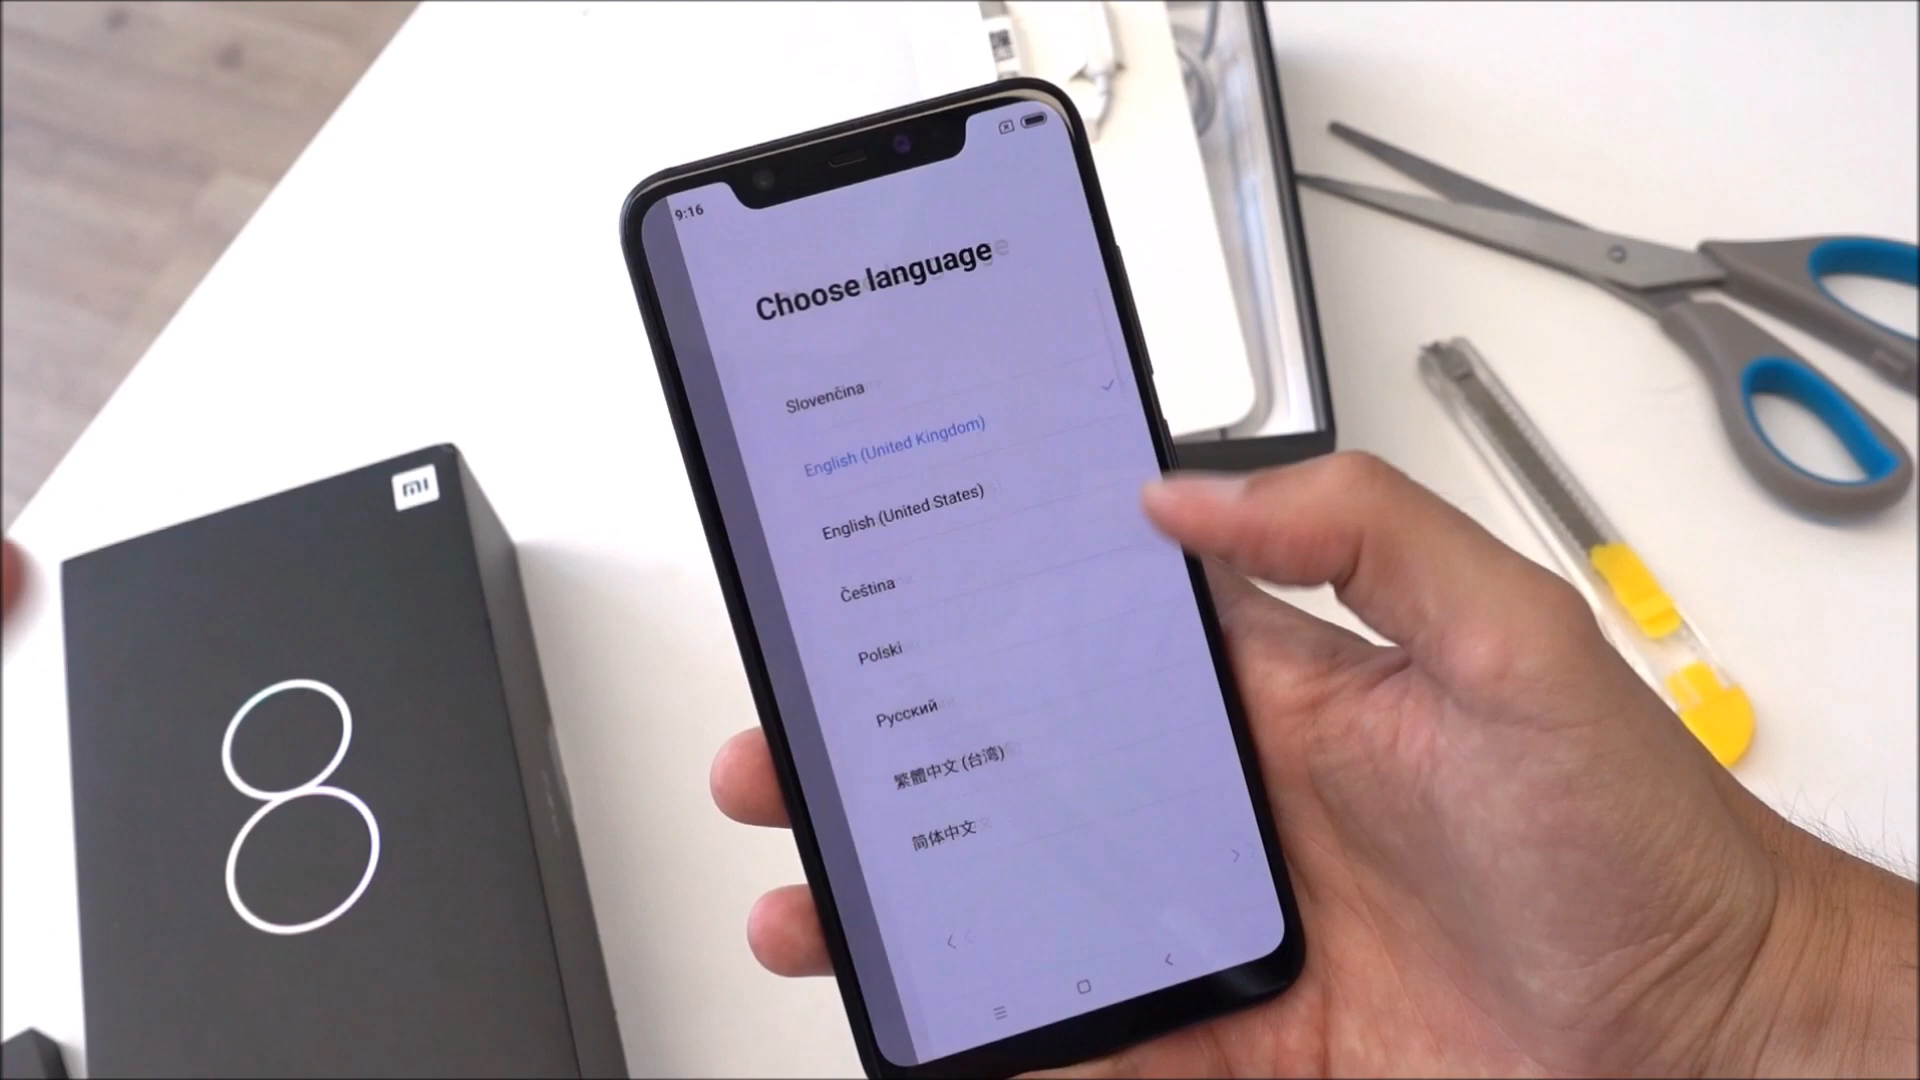 9:16
Choose language
Slovenčina
English (United Kingdom)
English (United States)
Čeština
Polski
Русский
繁體中文 (台湾)
简体中文
MI
8